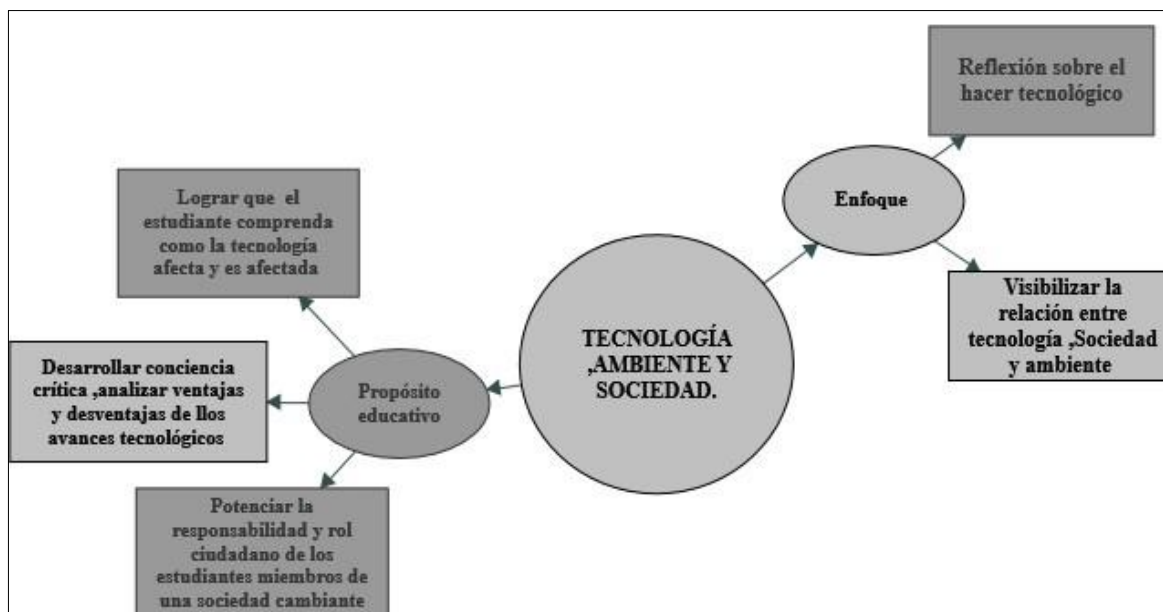 Reflexión sobre el
hacer tecnológico
Enfoque
Visibilizar la
relación entre
tecnología ,Sociedad
y ambiente
TECNOLOGÍA
,AMBIENTE Y
SOCIEDAD.
Lograr que el
estudiante comprenda
como la tecnología
afecta y es afectada
Propósito
educativo
Desarrollar conciencia
crítica ,analizar ventajas
y desventajas de llos
avances tecnológicos
Potenciar la
responsabilidad y rol
ciudadano de los
estudiantes miembros de
una sociedad cambiante